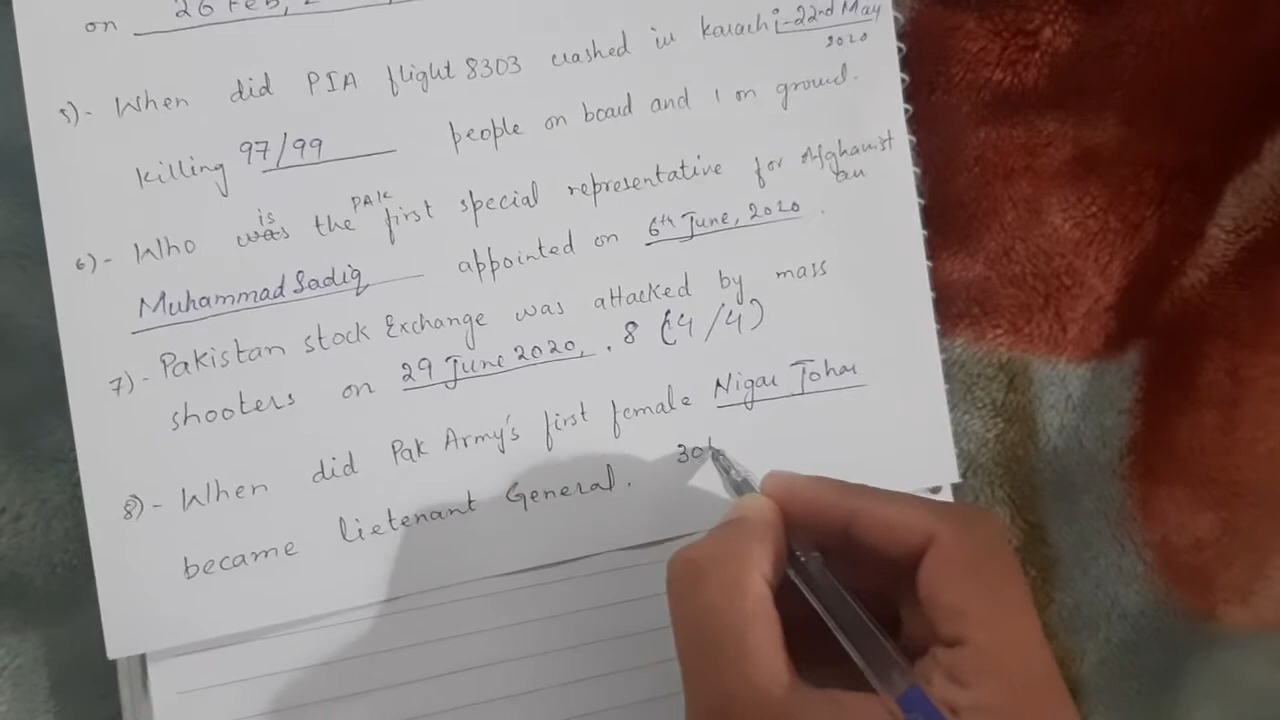 on 26 Feb, 2
5)- When did PIA flight 8303 crashed in Karachi :- 22nd May 2020
killing 97/99 people on board and 1 on ground.
6)- Who is was the PAK first special representative for Afghanistan
Muhammad Sadiq appointed on 6th June, 2020.
7)- Pakistan stock Exchange was attacked by mass
shooters on 29 June 2020, . 8 (4/4)
8)- When did Pak Army's first female Nigar Johar
became lietenant General. 30